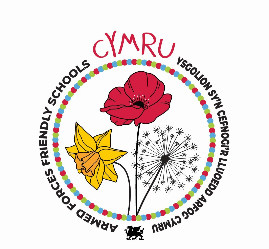 CYMRU
ARMED FORCES FRIENDLY SCHOOLS
YSGOLION SY'N CEFNOGI'R LLUOEDD ARFOG CYMRU